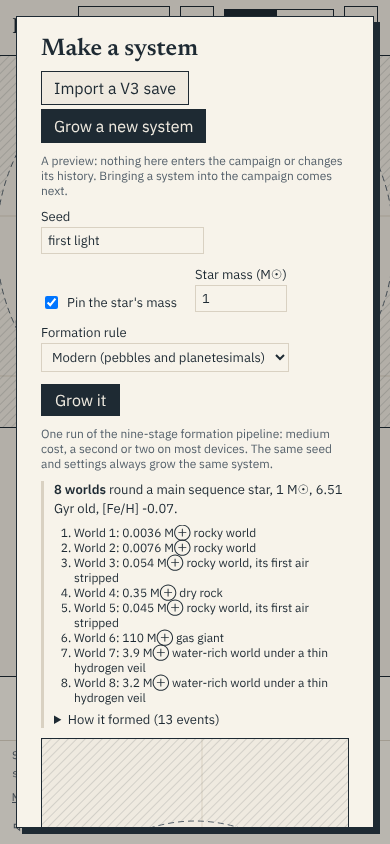 Make a system
Import a V3 save
Grow a new system
A preview: nothing here enters the campaign or changes
its history. Bringing a system into the campaign comes
next.
Seed
first light
Star mass (M☉)
Pin the star's mass
1
Formation rule
Modern (pebbles and planetesimals)
Grow it
One run of the nine-stage formation pipeline: medium
cost, a second or two on most devices. The same seed
and settings always grow the same system.
8 worlds round a main sequence star, 1 M☉, 6.51
Gyr old, [Fe/H] -0.07.
1. World 1: 0.0036 M⊕ rocky world
2. World 2: 0.0076 M⊕ rocky world
3. World 3: 0.054 M⊕ rocky world, its first air
stripped
4. World 4: 0.35 M⊕ dry rock
5. World 5: 0.045 M⊕ rocky world, its first air
stripped
6. World 6: 110 M⊕ gas giant
7. World 7: 3.9 M⊕ water-rich world under a thin
hydrogen veil
8. World 8: 3.2 M⊕ water-rich world under a thin
hydrogen veil
How it formed (13 events)